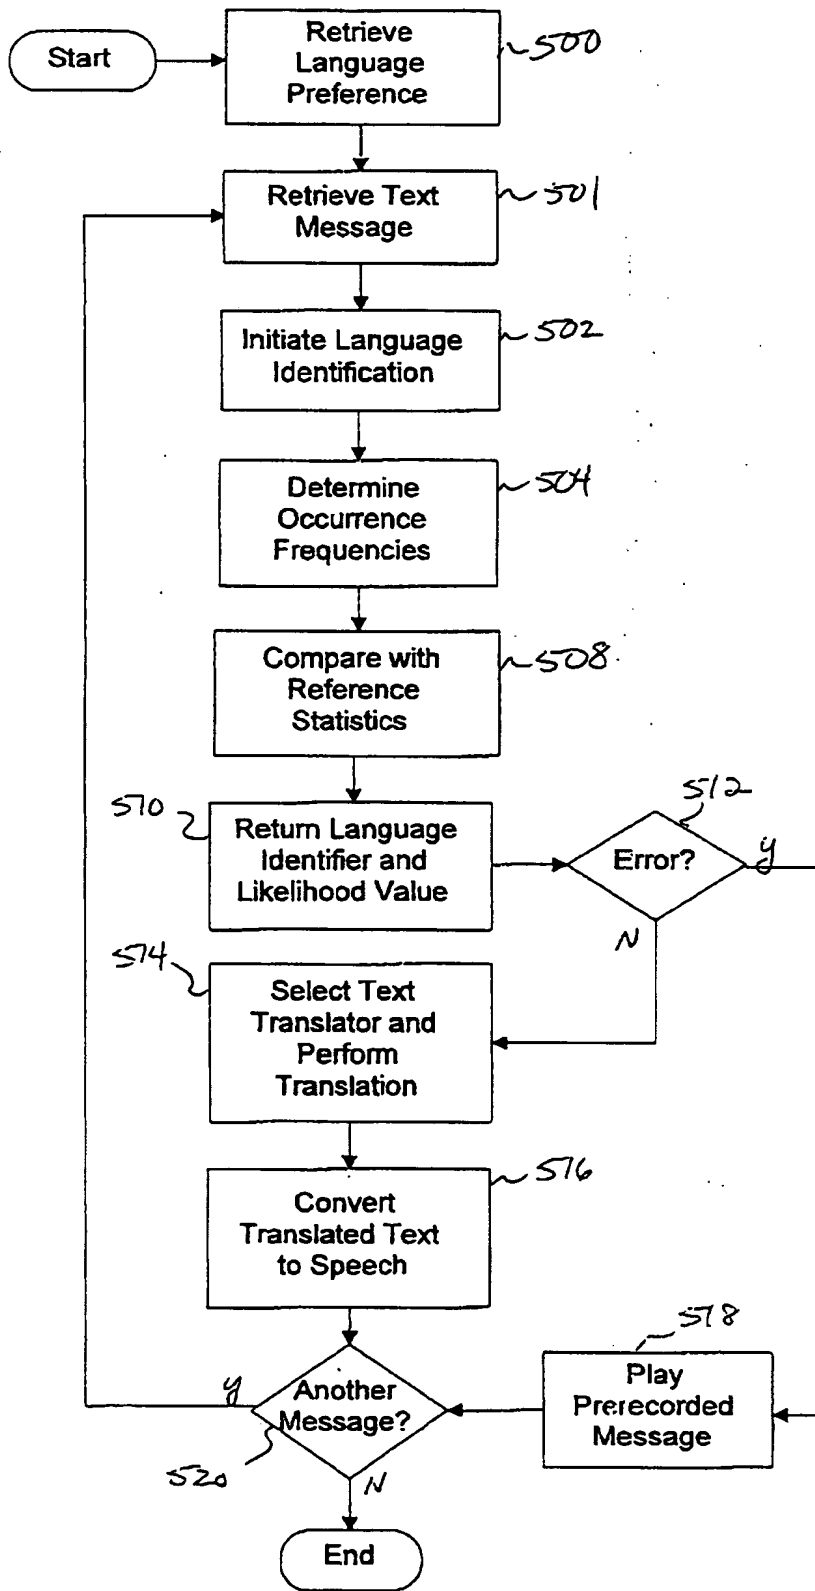 Start
Retrieve
Language
Preference
500
Retrieve Text
Message
501
Initiate Language
Identification
502
Determine
Occurrence
Frequencies
504
Compare with
Reference
Statistics
508
510
Return Language
Identifier and
Likelihood Value
512
Error?
y
N
514
Select Text
Translator and
Perform
Translation
516
Convert
Translated Text
to Speech
518
Play
Prerecorded
Message
y
Another
Message?
520
N
End